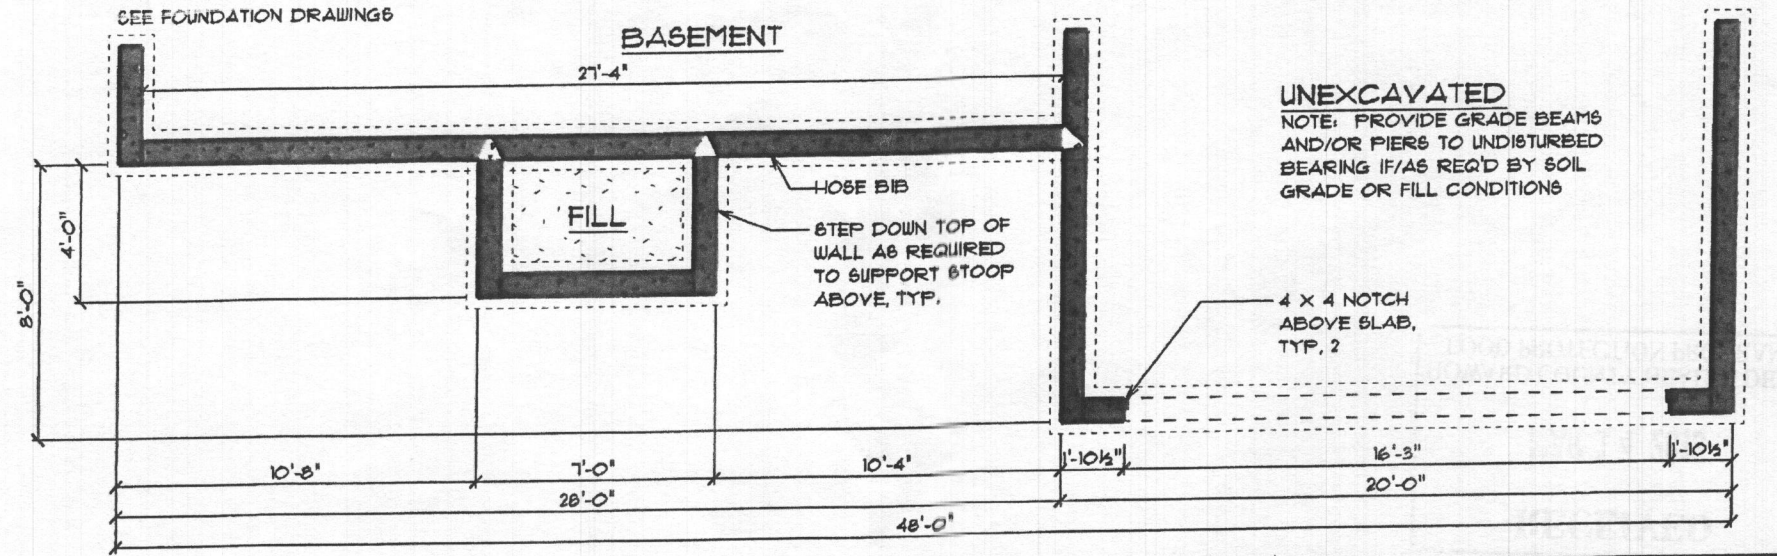 SEE FOUNDATION DRAWINGS
BASEMENT
27'-4"
UNEXCAVATED
NOTE: PROVIDE GRADE BEAMS
AND/OR PIERS TO UNDISTURBED
BEARING IF/AS REQ'D BY SOIL
GRADE OR FILL CONDITIONS
HOSE BIB
FILL
STEP DOWN TOP OF
WALL AS REQUIRED
TO SUPPORT STOOP
ABOVE, TYP.
4'-0"
8'-0"
4 X 4 NOTCH
ABOVE SLAB,
TYP, 2
10'-8"
7'-0"
10'-4"
1'-10½"
16'-3"
1'-10½"
28'-0"
20'-0"
48'-0"